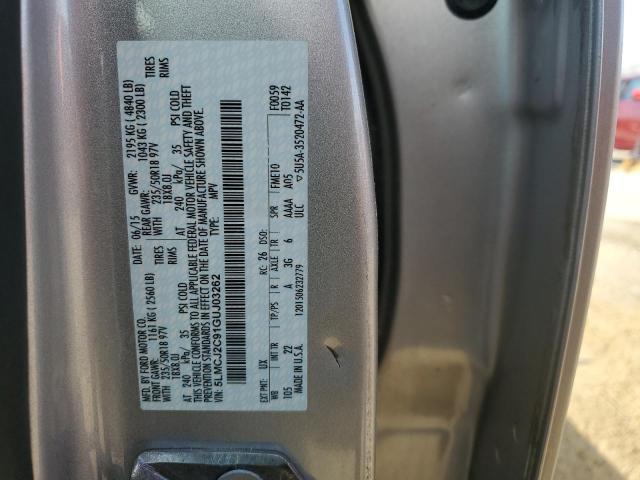 MFD. BY FORD MOTOR CO.
DATE: 06/15 GVWR: 2195 KG ( 4840 LB)
FRONT GAWR: 1161 KG ( 2560 LB) REAR GAWR: 1043 KG ( 2300 LB)
235/50R18 97V TIRES WITH 235/50R18 97V TIRES
18X8.0J RIMS 18X8.0J RIMS
AT 240 kPa/ 35 PSI COLD AT 240 kPa/ 35 PSI COLD
THIS VEHICLE CONFORMS TO ALL APPLICABLE FEDERAL MOTOR VEHICLE SAFETY AND THEFT
PREVENTION STANDARDS IN EFFECT ON THE DATE OF MANUFACTURE SHOWN ABOVE.
VIN: 5LMCJ2C91GUJ03262 TYPE: MPV
F0059
T0142
EXT PNT: UX RC: 26 DSO:
WB INT TR TP/PS R AXLE TR SPR FME10
105 22 A 3G 6 AAAA A05
ULC
MADE IN U.S.A. 1201506232779 5U5A-3520472-AA